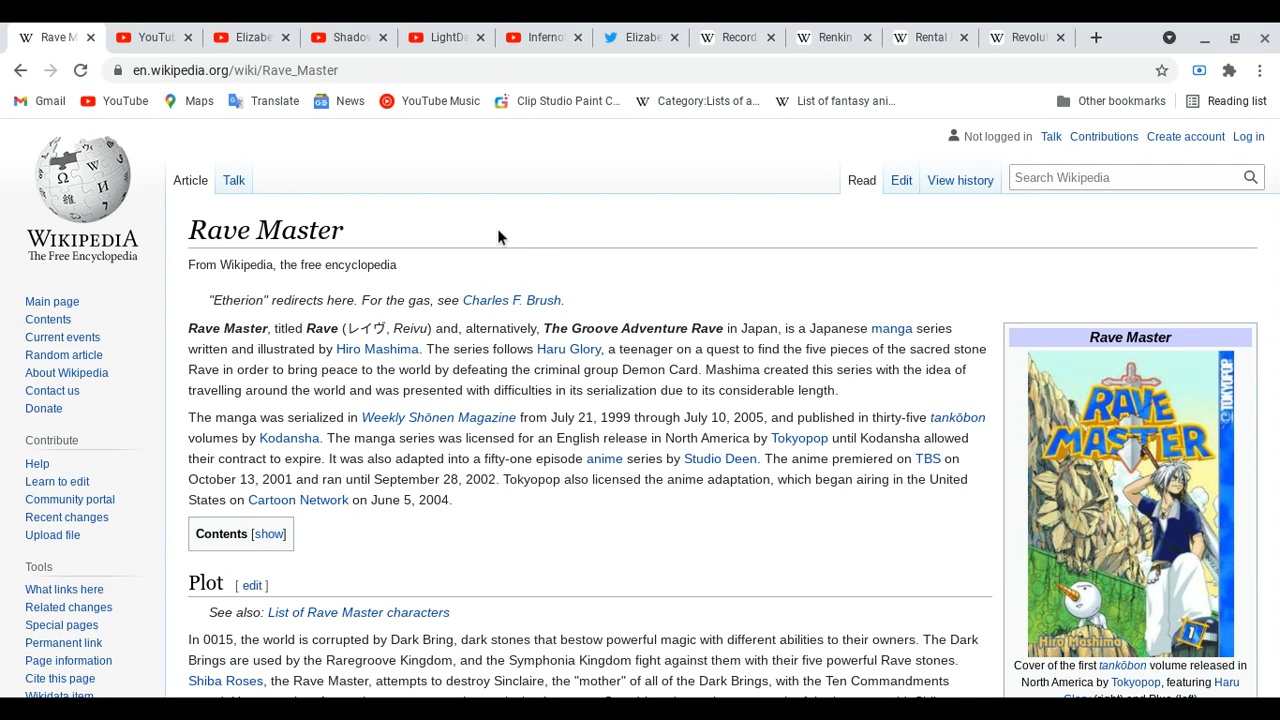 Rave M
YouTub
Elizabe
Shadow
LightDa
Inferno
Elizabe
Record
Renkin
Rental
Revolut
en.wikipedia.org/wiki/Rave_Master
Gmail
YouTube
Maps
Translate
News
YouTube Music
Clip Studio Paint C...
Category:Lists of a...
List of fantasy ani...
Other bookmarks
Reading list
Not logged in Talk Contributions Create account Log in
WIKIPEDIA
The Free Encyclopedia
Article Talk
Read Edit View history
Search Wikipedia
Main page
Contents
Current events
Random article
About Wikipedia
Contact us
Donate
Contribute
Help
Learn to edit
Community portal
Recent changes
Upload file
Tools
What links here
Related changes
Special pages
Permanent link
Page information
Cite this page
Wikidata item
Rave Master
From Wikipedia, the free encyclopedia
"Etherion" redirects here. For the gas, see Charles F. Brush.
Rave Master, titled Rave (レイヴ, Reivu) and, alternatively, The Groove Adventure Rave in Japan, is a Japanese manga series
written and illustrated by Hiro Mashima. The series follows Haru Glory, a teenager on a quest to find the five pieces of the sacred stone
Rave in order to bring peace to the world by defeating the criminal group Demon Card. Mashima created this series with the idea of
travelling around the world and was presented with difficulties in its serialization due to its considerable length.
The manga was serialized in Weekly Shōnen Magazine from July 21, 1999 through July 10, 2005, and published in thirty-five tankōbon
volumes by Kodansha. The manga series was licensed for an English release in North America by Tokyopop until Kodansha allowed
their contract to expire. It was also adapted into a fifty-one episode anime series by Studio Deen. The anime premiered on TBS on
October 13, 2001 and ran until September 28, 2002. Tokyopop also licensed the anime adaptation, which began airing in the United
States on Cartoon Network on June 5, 2004.
Contents [show]
Plot [ edit ]
See also: List of Rave Master characters
In 0015, the world is corrupted by Dark Bring, dark stones that bestow powerful magic with different abilities to their owners. The Dark
Brings are used by the Raregroove Kingdom, and the Symphonia Kingdom fight against them with their five powerful Rave stones.
Shiba Roses, the Rave Master, attempts to destroy Sinclaire, the "mother" of all of the Dark Brings, with the Ten Commandments
Rave Master
TOKYOPOP
RAVE
MASTER
Hiro Mashima
1
Cover of the first tankōbon volume released in
North America by Tokyopop, featuring Haru
Glory (right) and Plue (left)